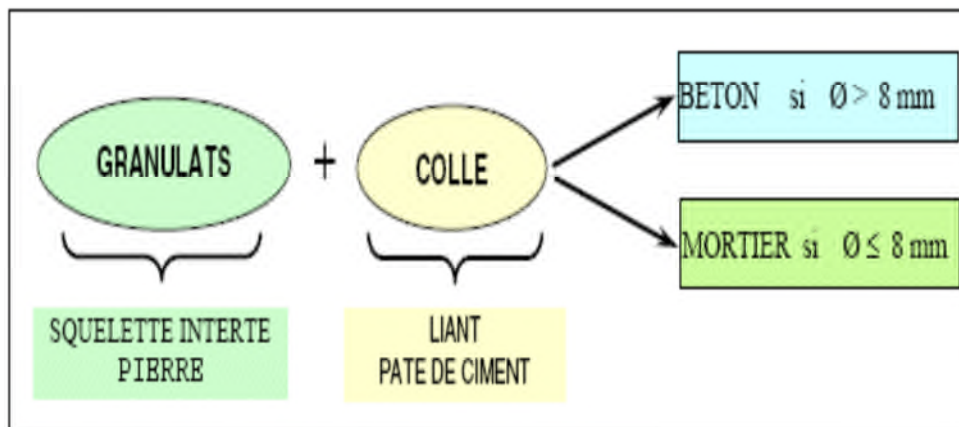 GRANULATS
+
COLLE
BETON si Ø > 8 mm
MORTIER si Ø ≤ 8 mm
SQUELETTE INTERTE
PIERRE
LIANT
PATE DE CIMENT